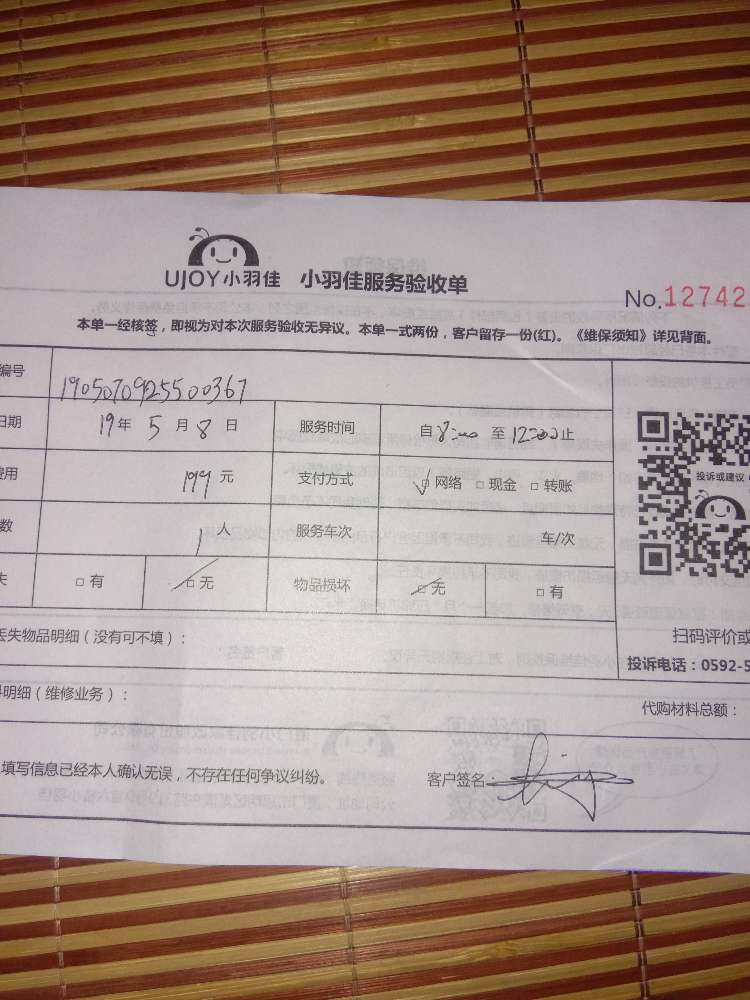 UJOY小羽佳 小羽佳服务验收单
No.12742
本单一经核签，即视为对本次服务验收无异议。本单一式两份，客户留存一份(红)。《维保须知》详见背面。
编号 1905070925500367
日期 19年 5 月 8 日 服务时间 自 8:00 至 12:00 止
费用 199 元 支付方式 √□ 网络 □ 现金 □ 转账
数 1 人 服务车次 车/次
失 □ 有 □ 无 物品损坏 □ 无 □ 有
投诉或建议
扫码评价或
丢失物品明细（没有可不填）：
投诉电话：0592-5
明细（维修业务）：
代购材料总额：
填写信息已经本人确认无误，不存在任何争议纠纷。 客户签名：